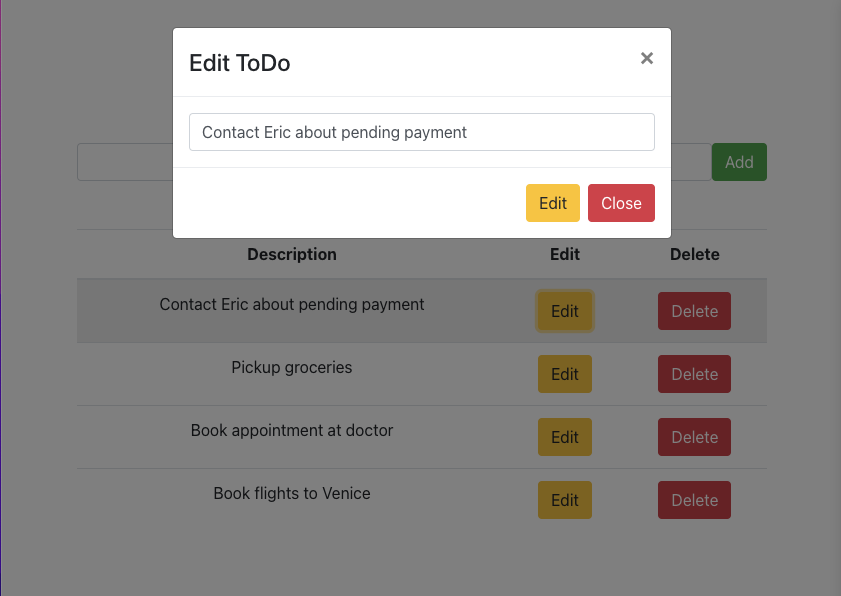 Edit ToDo ×
Contact Eric about pending payment
Edit Close
Add
Description Edit Delete
Contact Eric about pending payment Edit Delete
Pickup groceries Edit Delete
Book appointment at doctor Edit Delete
Book flights to Venice Edit Delete